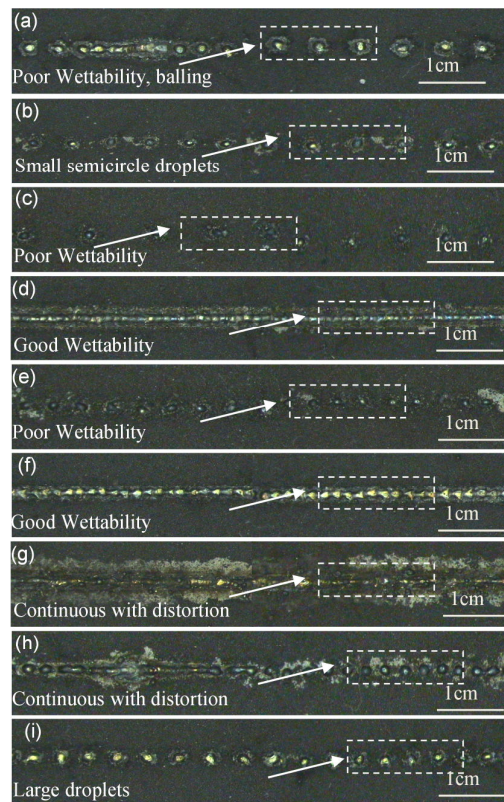 (a)
Poor Wettability, balling
1cm
(b)
Small semicircle droplets
1cm
(c)
Poor Wettability
1cm
(d)
Good Wettability
1cm
(e)
Poor Wettability
1cm
(f)
Good Wettability
1cm
(g)
Continuous with distortion
1cm
(h)
Continuous with distortion
1cm
(i)
Large droplets
1cm